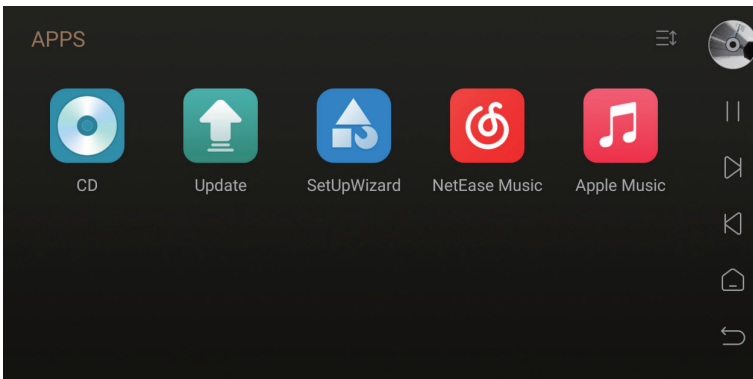 APPS
CD
Update
SetUpWizard
NetEase Music
Apple Music